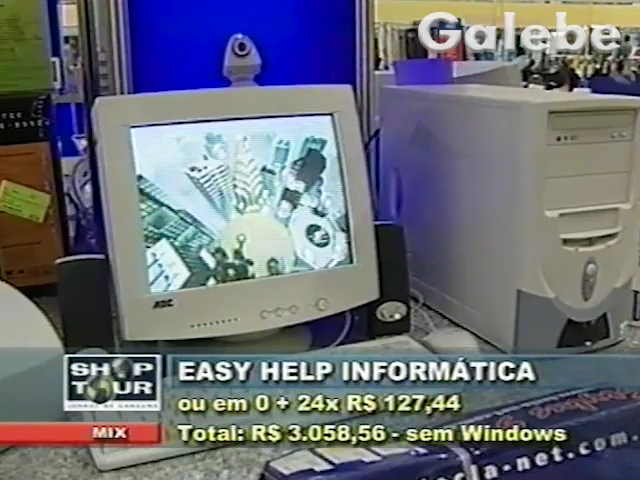 Galebe
EASY HELP INFORMÁTICA
ou em 0 + 24x R$ 127,44
Total: R$ 3.058,56 - sem Windows
SHOP
TOUR
MIX
AOC
-net.com.